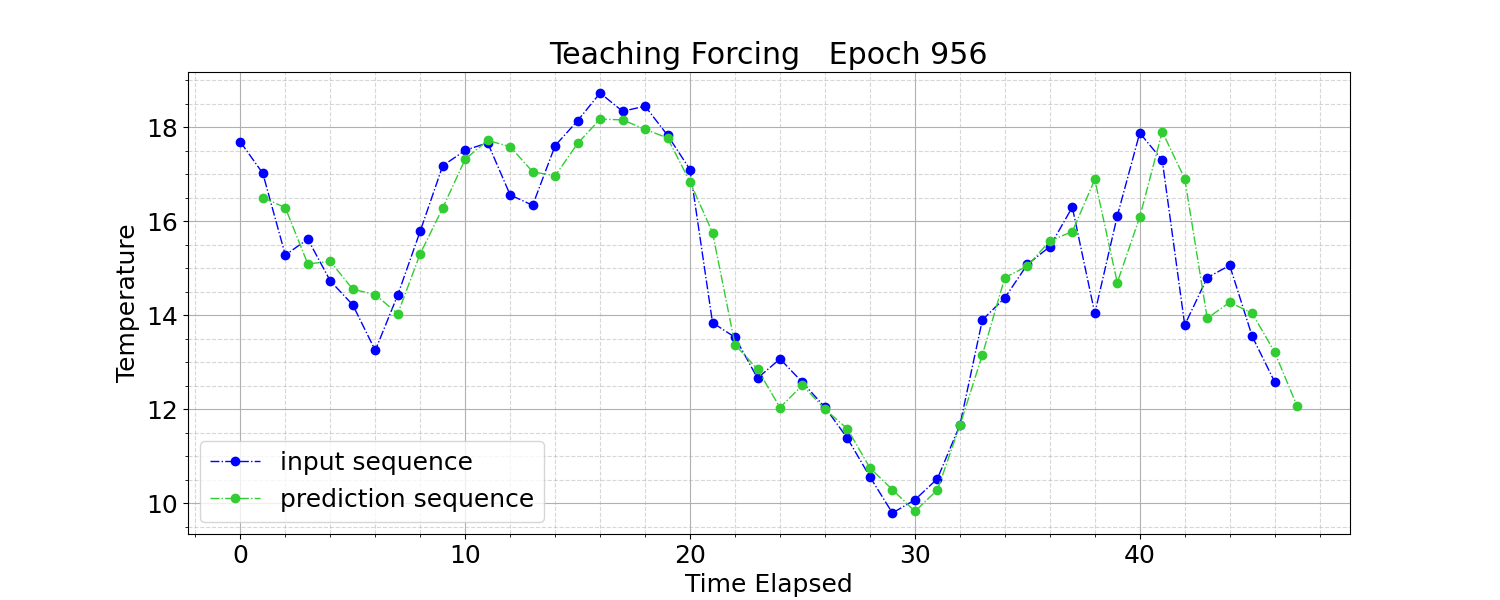 Teaching Forcing   Epoch 956
Temperature
18
16
14
12
10
input sequence
prediction sequence
0 10 20 30 40
Time Elapsed